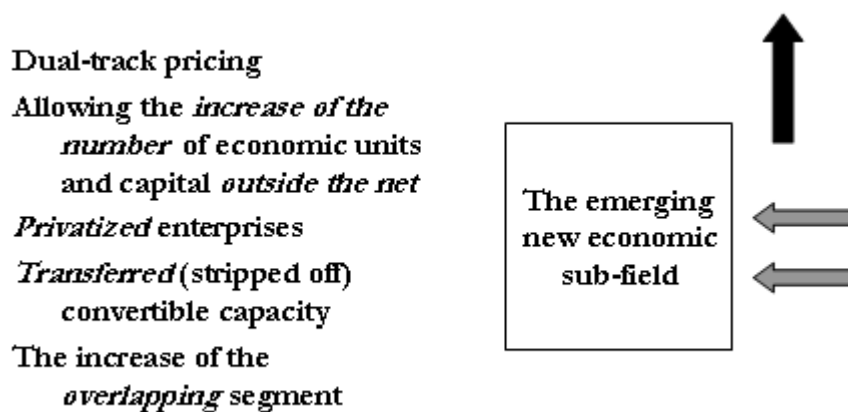 Dual-track pricing
Allowing the increase of the
number of economic units
and capital outside the net
Privatized enterprises
Transferred (stripped off)
convertible capacity
The increase of the
overlapping segment
The emerging
new economic
sub-field